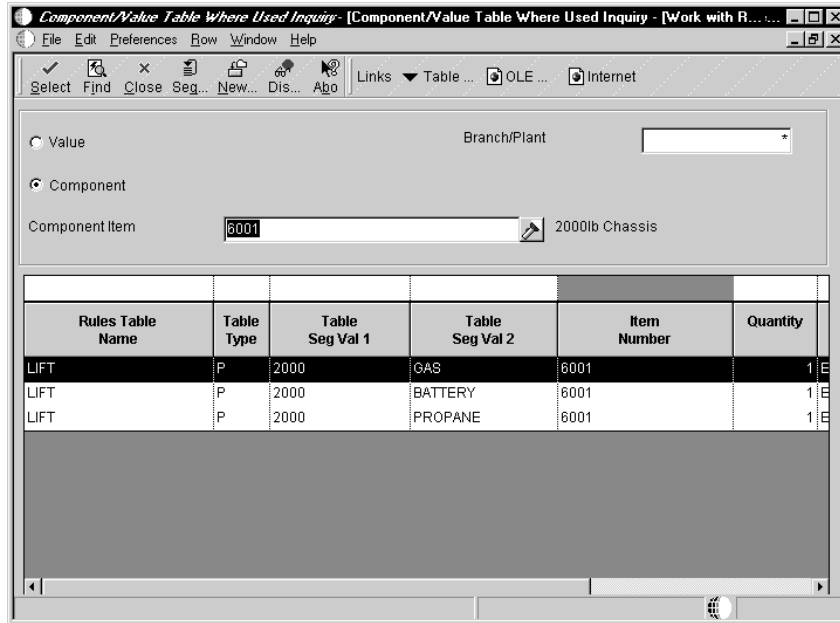 Component/Value Table Where Used Inquiry - [Component/Value Table Where Used Inquiry - [Work with R... :...
File Edit Preferences Row Window Help
Select Find Close Seq... New... Dis... Abo Links Table ... OLE ... Internet
Value Branch/Plant *
Component
Component Item 6001 2000lb Chassis
Rules Table Name Table Type Table Seg Val 1 Table Seg Val 2 Item Number Quantity
LIFT P 2000 GAS 6001 1 E
LIFT P 2000 BATTERY 6001 1 E
LIFT P 2000 PROPANE 6001 1 E